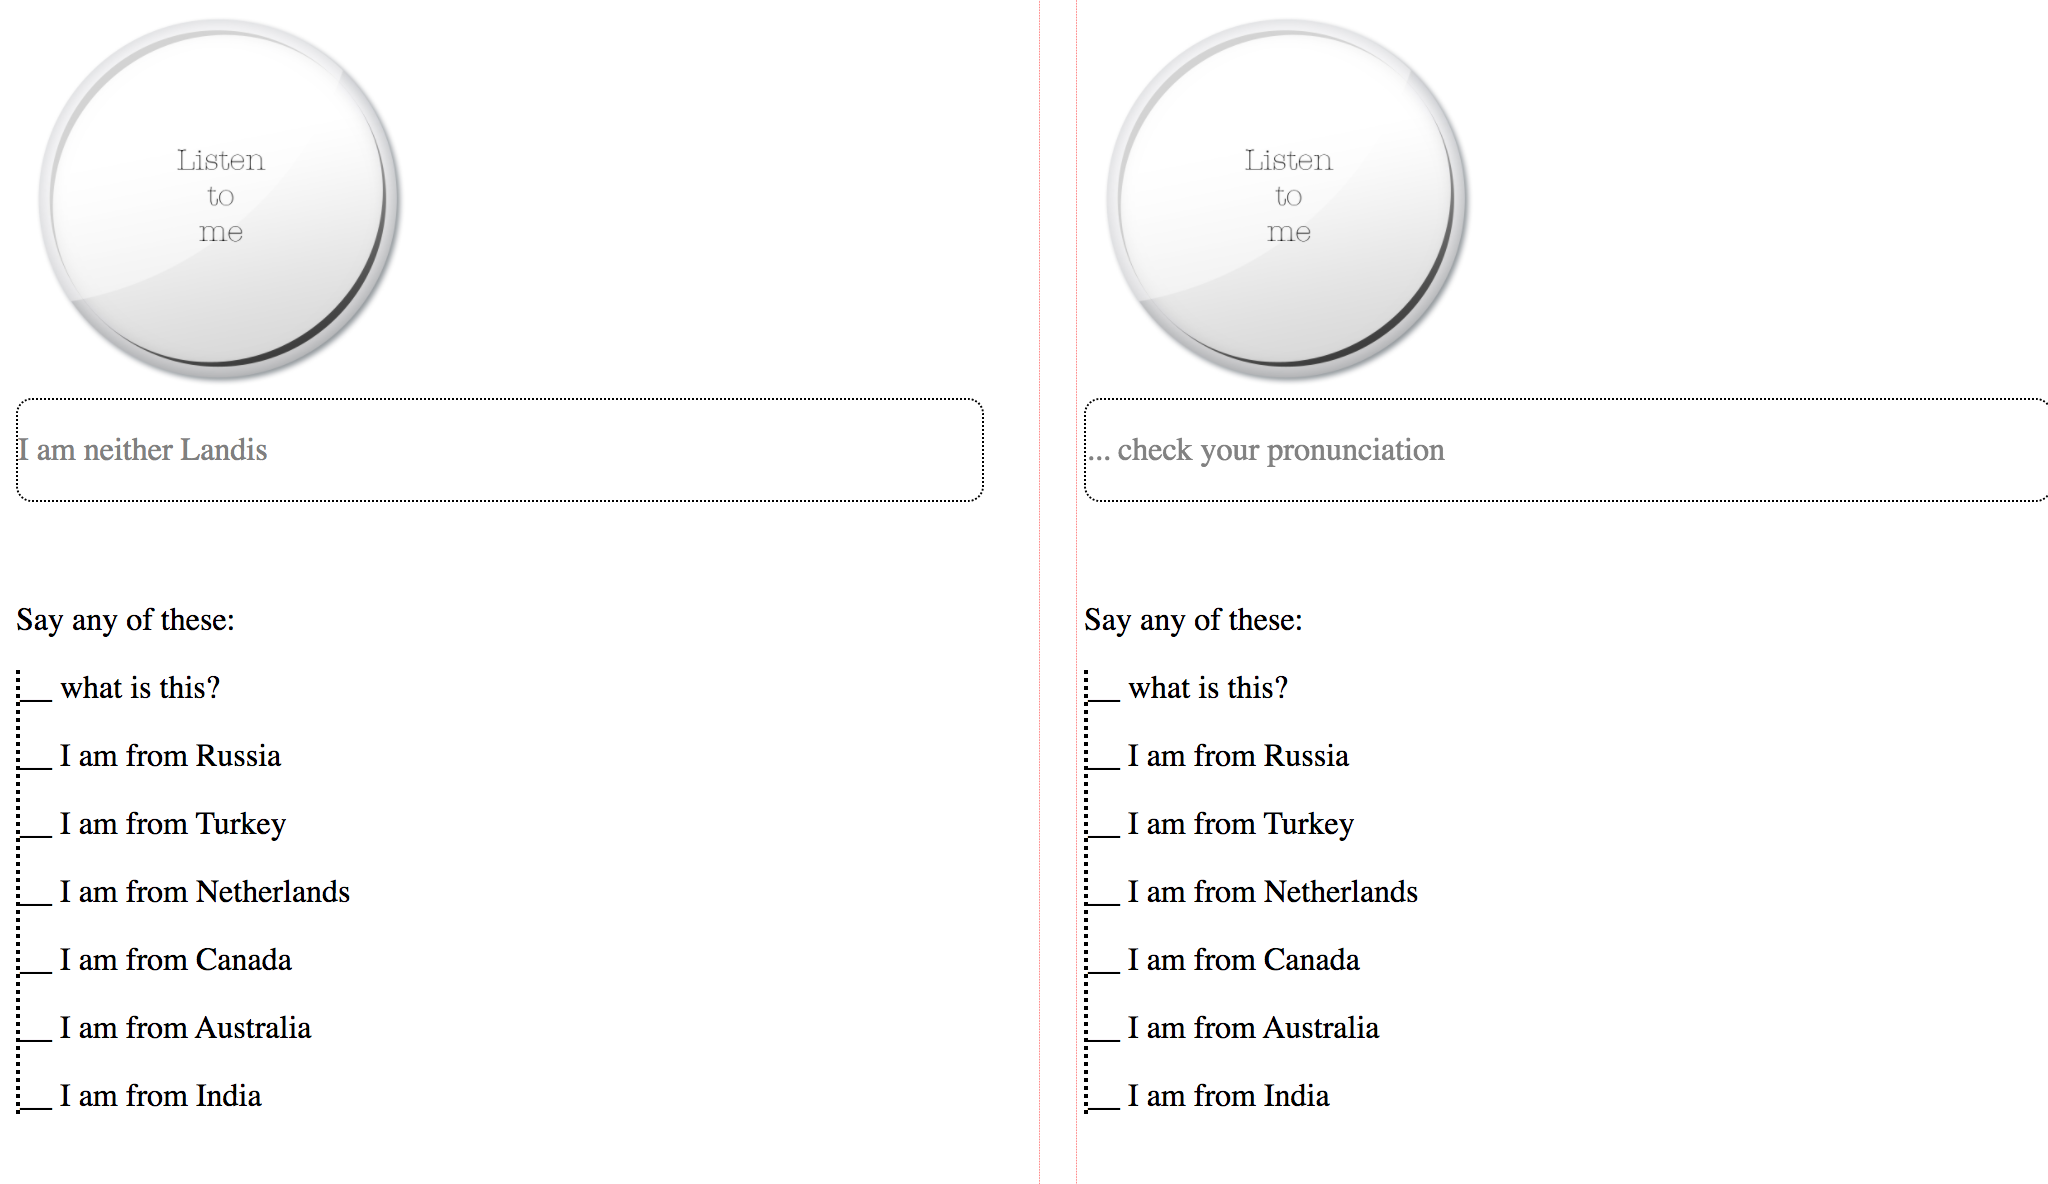 Listen
to
me
I am neither Landis
Say any of these:
__ what is this?
__ I am from Russia
__ I am from Turkey
__ I am from Netherlands
__ I am from Canada
__ I am from Australia
__ I am from India
Listen
to
me
... check your pronunciation
Say any of these:
__ what is this?
__ I am from Russia
__ I am from Turkey
__ I am from Netherlands
__ I am from Canada
__ I am from Australia
__ I am from India